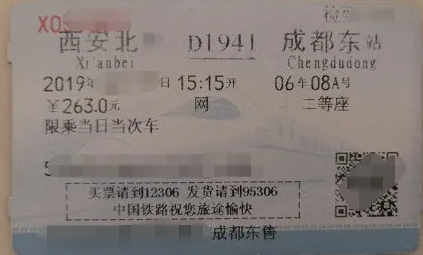 XQ 检
西安北 D1941 成都东站
Xi'anbei Chengdudong
2019年 日 15:15开 06车08A号
￥263.0元 网 二等座
限乘当日当次车
5
买票请到12306 发货请到95306
中国铁路祝您旅途愉快
成都东售